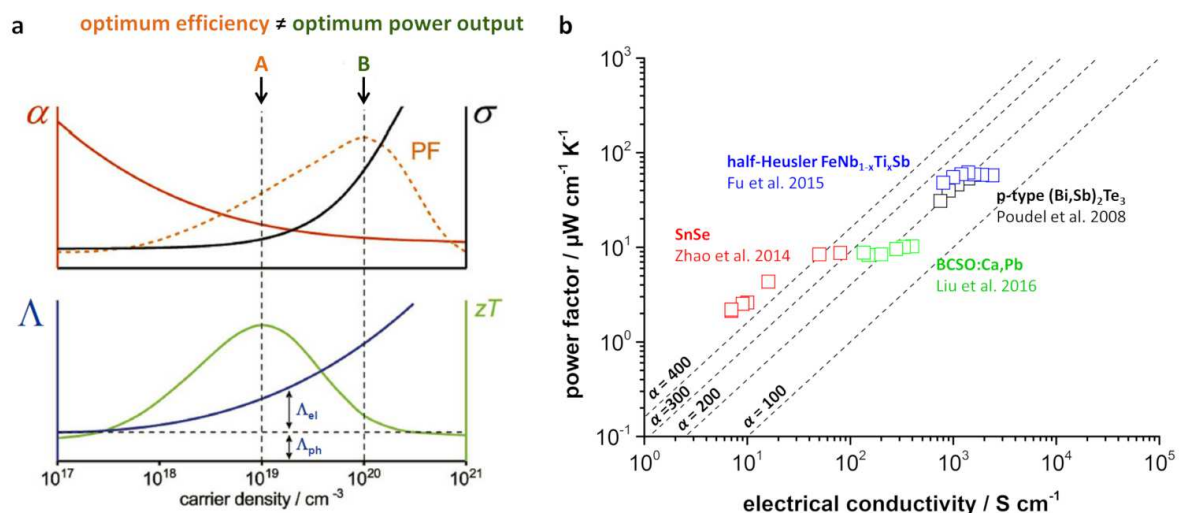 a
optimum efficiency ≠ optimum power output
A B
α σ
PF
Λ zT
Λel
Λph
10^17 10^18 10^19 10^20 10^21
carrier density / cm^-3
b
power factor / µW cm^-1 K^-1
10^3
10^2
10^1
10^0
10^-1
half-Heusler FeNb1-xTixSb
Fu et al. 2015
p-type (Bi,Sb)2Te3
Poudel et al. 2008
SnSe
Zhao et al. 2014
BCSO:Ca,Pb
Liu et al. 2016
α = 400
α =300
α = 200
α = 100
10^0 10^1 10^2 10^3 10^4 10^5
electrical conductivity / S cm^-1